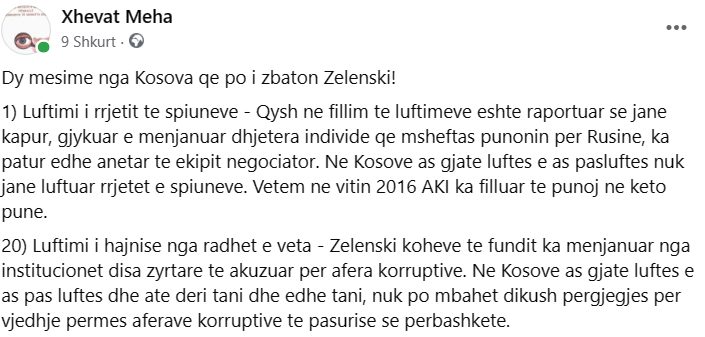 Xhevat Meha
9 Shkurt
Dy mesime nga Kosova qe po i zbaton Zelenski!
1) Luftimi i rrjetit te spiuneve - Qysh ne fillim te luftimeve eshte raportuar se jane
kapur, gjykuar e menjanuar dhjetera individe qe msheftas punonin per Rusine, ka
patur edhe anetar te ekipit negociator. Ne Kosove as gjate luftes e as pasluftes nuk
jane luftuar rrjetet e spiuneve. Vetem ne vitin 2016 AKI ka filluar te punoj ne keto
pune.
20) Luftimi i hajnise nga radhet e veta - Zelenski koheve te fundit ka menjanuar nga
institucionet disa zyrtare te akuzuar per afera korruptive. Ne Kosove as gjate luftes e
as pas luftes dhe ate deri tani dhe edhe tani, nuk po mbahet dikush pergjegjes per
vjedhje permes aferave korruptive te pasurise se perbashkete.